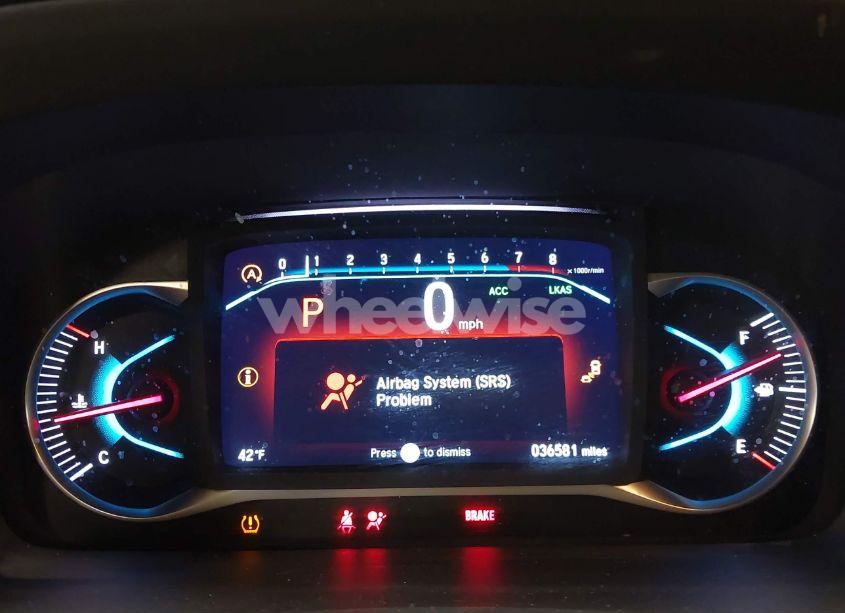 0 1 2 3 4 5 6 7 8
×1000r/min
A
ACC LKAS
P 0 mph
wheelwise
H
C
F
E
i
Airbag System (SRS)
Problem
42°F
Press to dismiss
036581 miles
BRAKE